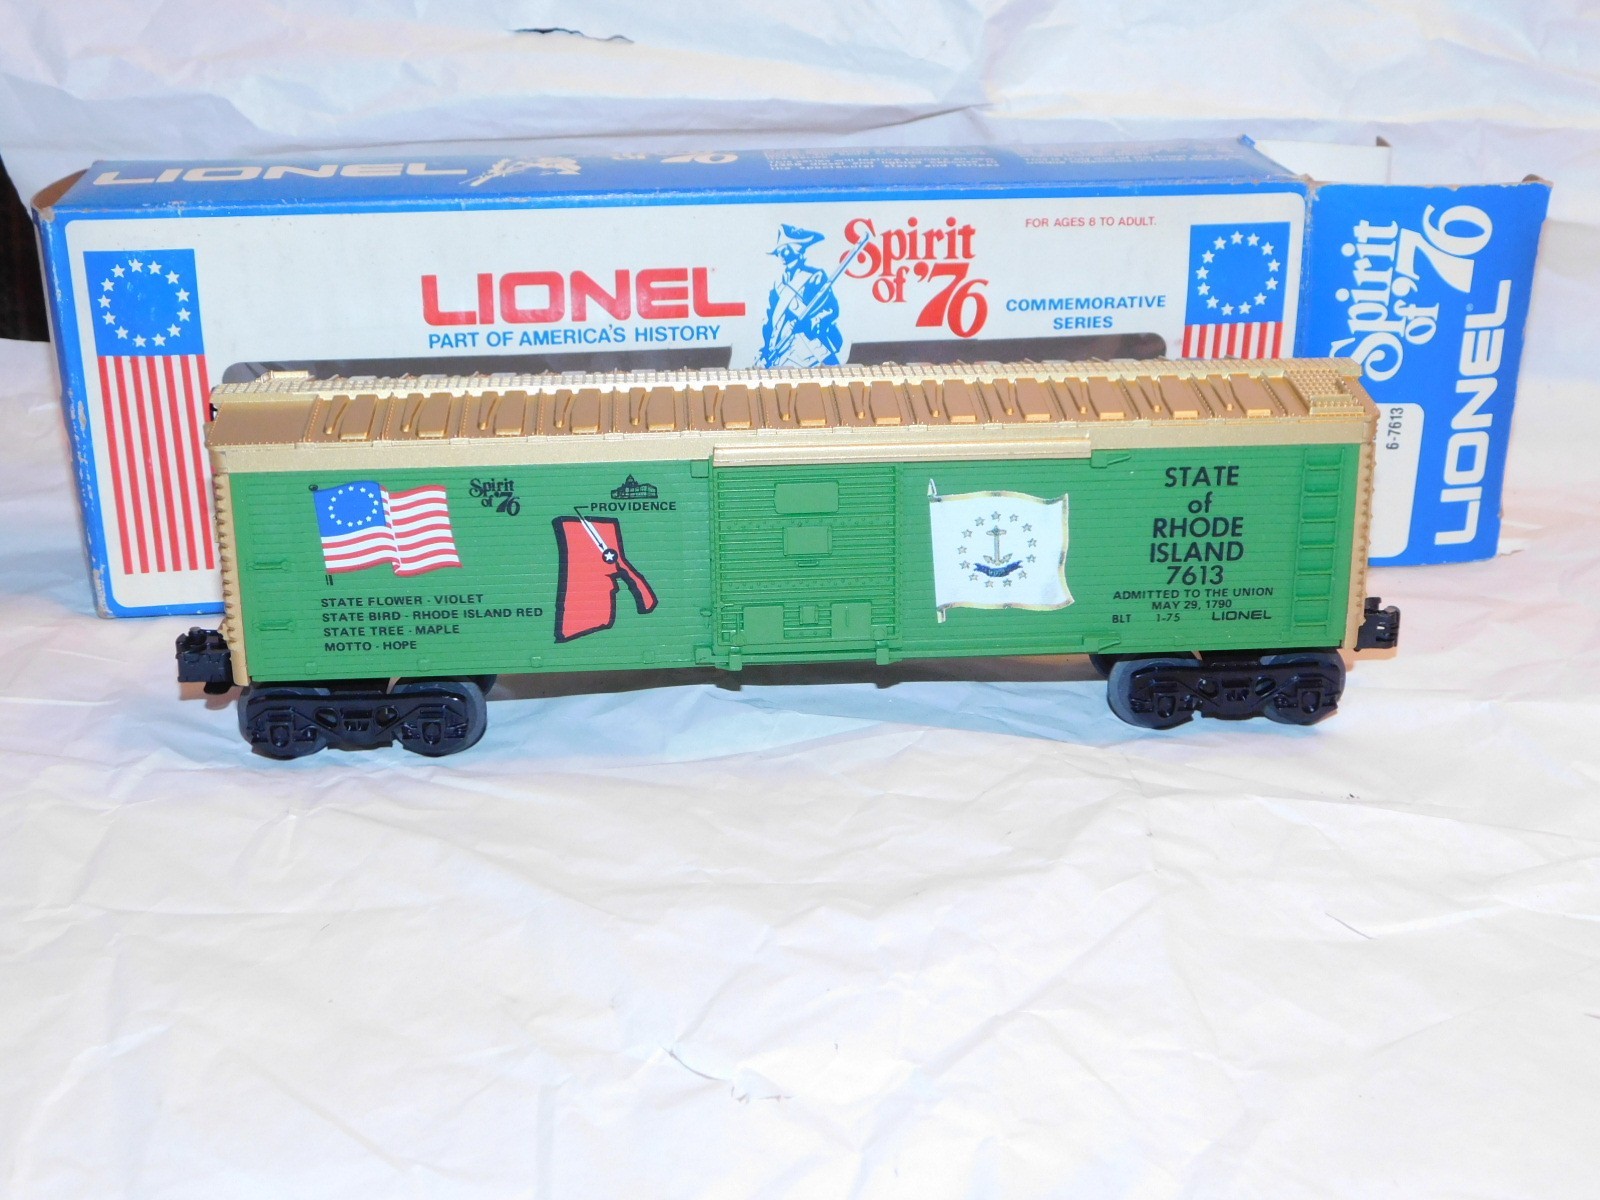 LIONEL
of '76
LIONEL
PART OF AMERICA'S HISTORY
Spirit
of '76
FOR AGES 8 TO ADULT.
COMMEMORATIVE
SERIES
Spirit
of '76
LIONEL
6-7613
Spirit
of '76
PROVIDENCE
STATE FLOWER - VIOLET
STATE BIRD - RHODE ISLAND RED
STATE TREE - MAPLE
MOTTO - HOPE
STATE
of
RHODE
ISLAND
7613
ADMITTED TO THE UNION
MAY 29, 1790
BLT 1-75 LIONEL